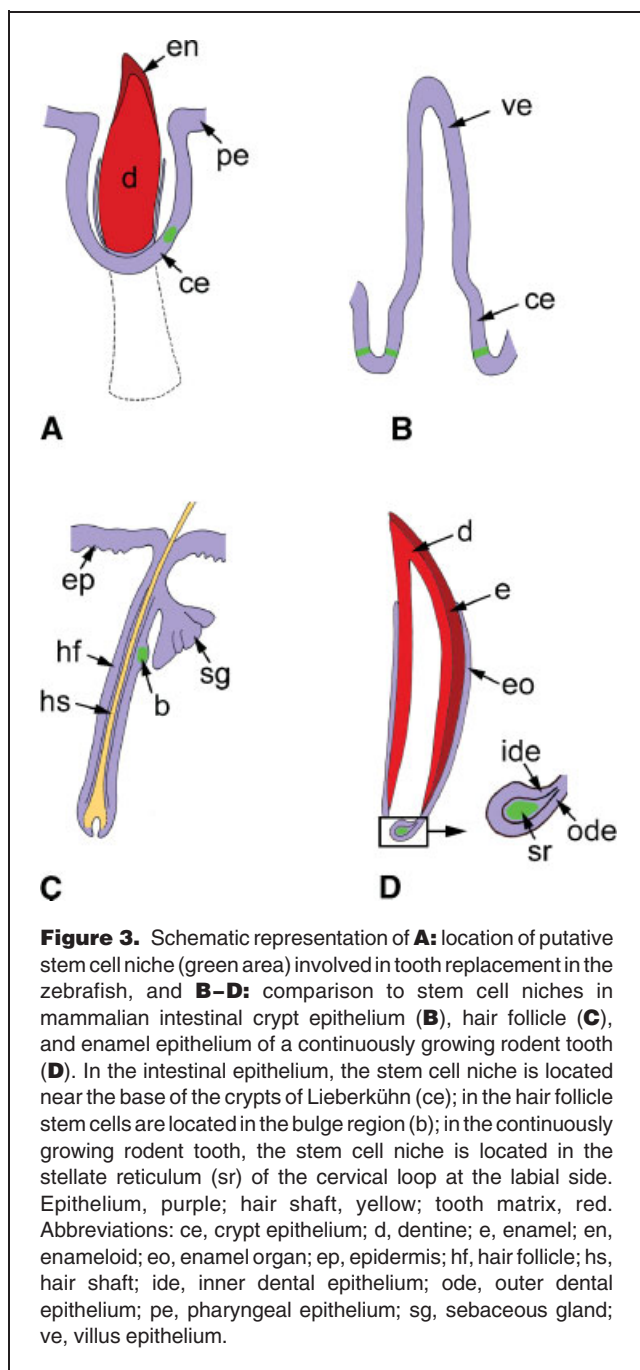 en
pe
d
ce
A
ve
ce
B
ep
hf
hs
sg
b
C
d
e
eo
ide
ode
sr
D
Figure 3. Schematic representation of A: location of putative
stem cell niche (green area) involved in tooth replacement in the
zebrafish, and B–D: comparison to stem cell niches in
mammalian intestinal crypt epithelium (B), hair follicle (C),
and enamel epithelium of a continuously growing rodent tooth
(D). In the intestinal epithelium, the stem cell niche is located
near the base of the crypts of Lieberkühn (ce); in the hair follicle
stem cells are located in the bulge region (b); in the continuously
growing rodent tooth, the stem cell niche is located in the
stellate reticulum (sr) of the cervical loop at the labial side.
Epithelium, purple; hair shaft, yellow; tooth matrix, red.
Abbreviations: ce, crypt epithelium; d, dentine; e, enamel; en,
enameloid; eo, enamel organ; ep, epidermis; hf, hair follicle; hs,
hair shaft; ide, inner dental epithelium; ode, outer dental
epithelium; pe, pharyngeal epithelium; sg, sebaceous gland;
ve, villus epithelium.